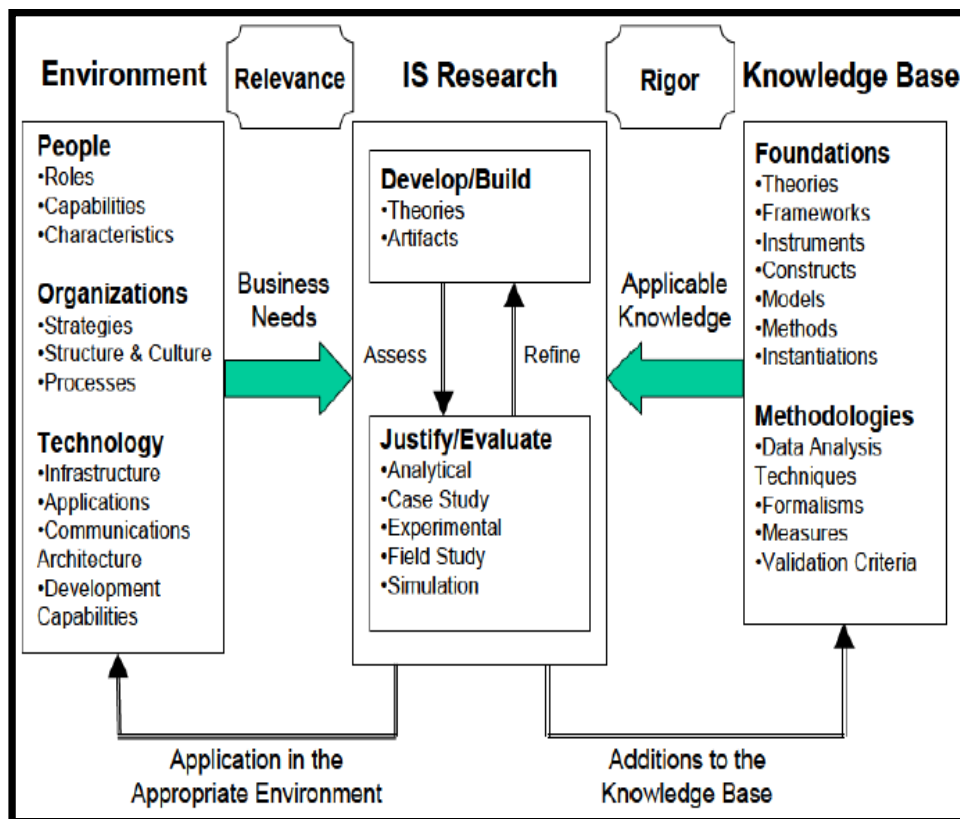 Environment
Relevance
IS Research
Rigor
Knowledge Base
People
•Roles
•Capabilities
•Characteristics
Organizations
•Strategies
•Structure & Culture
•Processes
Technology
•Infrastructure
•Applications
•Communications
Architecture
•Development
Capabilities
Business
Needs
Develop/Build
•Theories
•Artifacts
Assess
Refine
Justify/Evaluate
•Analytical
•Case Study
•Experimental
•Field Study
•Simulation
Applicable
Knowledge
Foundations
•Theories
•Frameworks
•Instruments
•Constructs
•Models
•Methods
•Instantiations
Methodologies
•Data Analysis
Techniques
•Formalisms
•Measures
•Validation Criteria
Application in the
Appropriate Environment
Additions to the
Knowledge Base